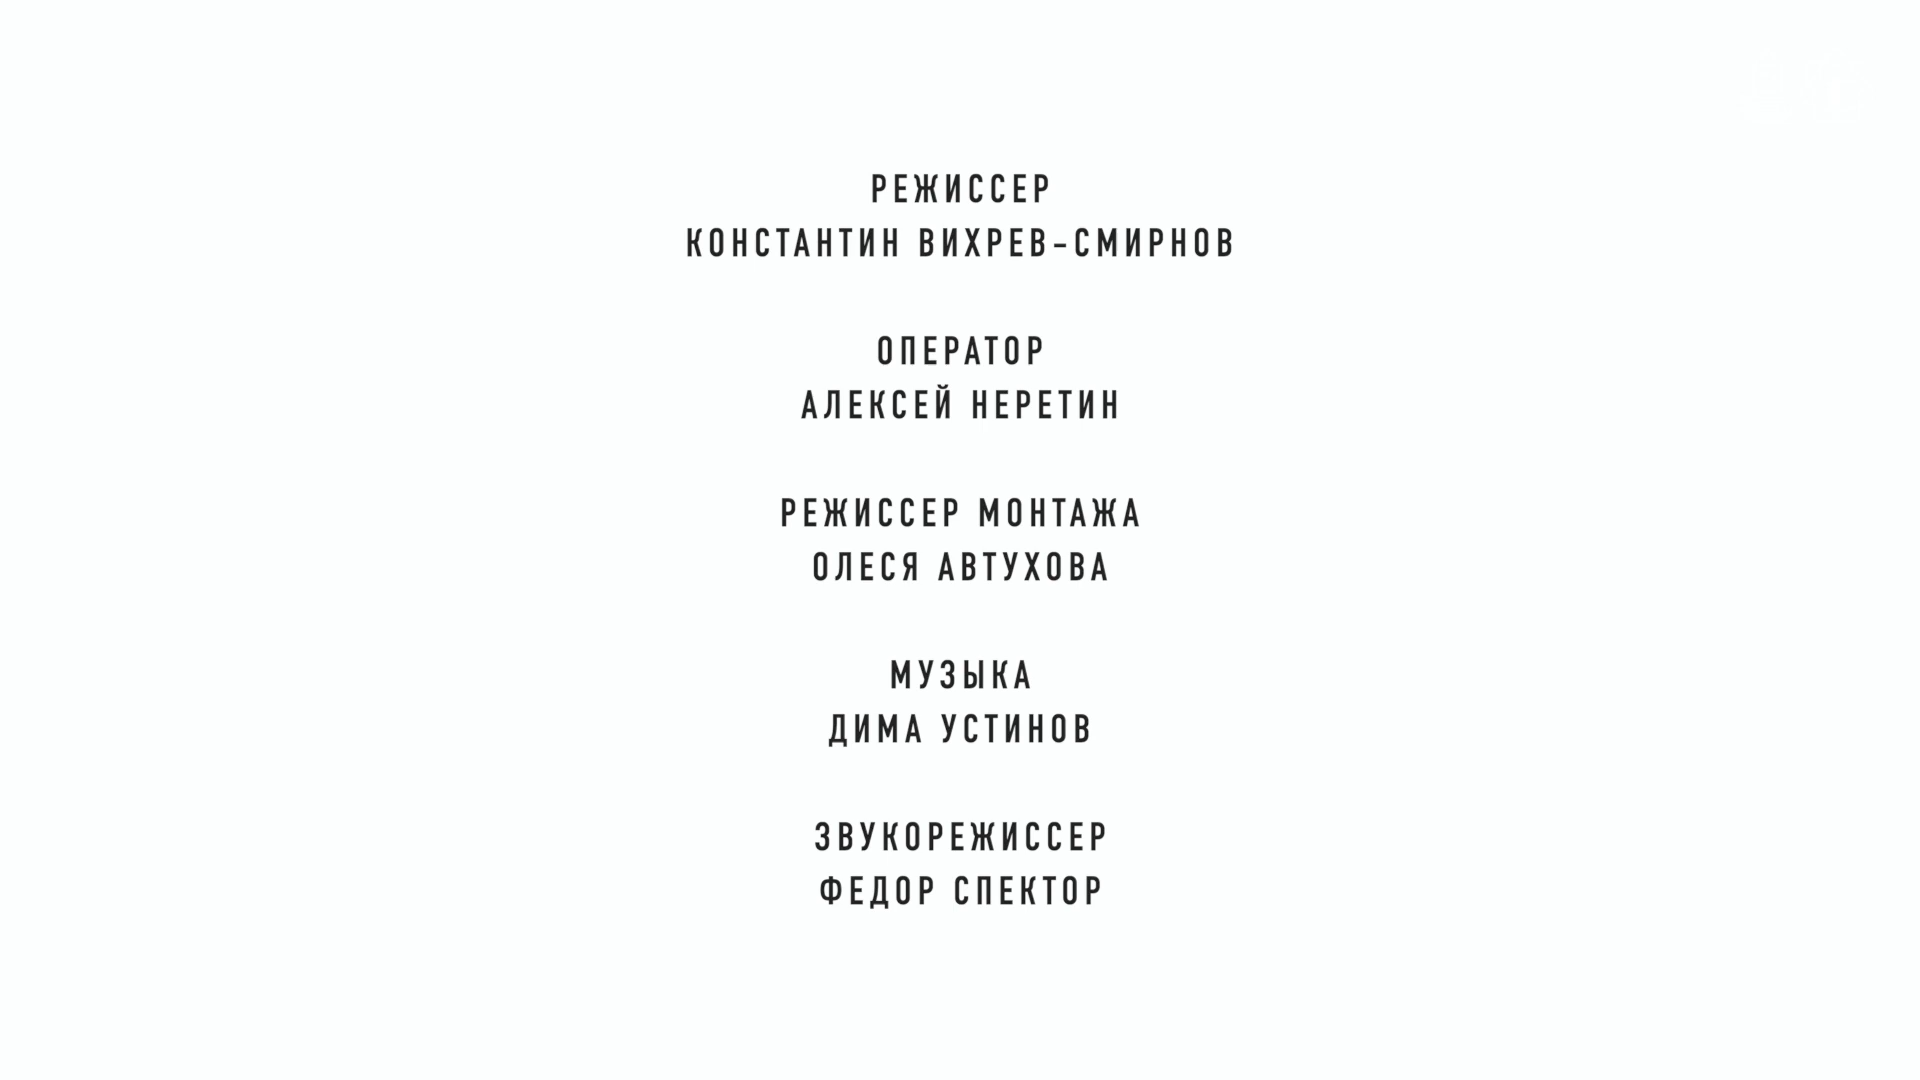 РЕЖИССЕР
КОНСТАНТИН ВИХРЕВ-СМИРНОВ
ОПЕРАТОР
АЛЕКСЕЙ НЕРЕТИН
РЕЖИССЕР МОНТАЖА
ОЛЕСЯ АВТУХОВА
МУЗЫКА
ДИМА УСТИНОВ
ЗВУКОРЕЖИССЕР
ФЕДОР СПЕКТОР